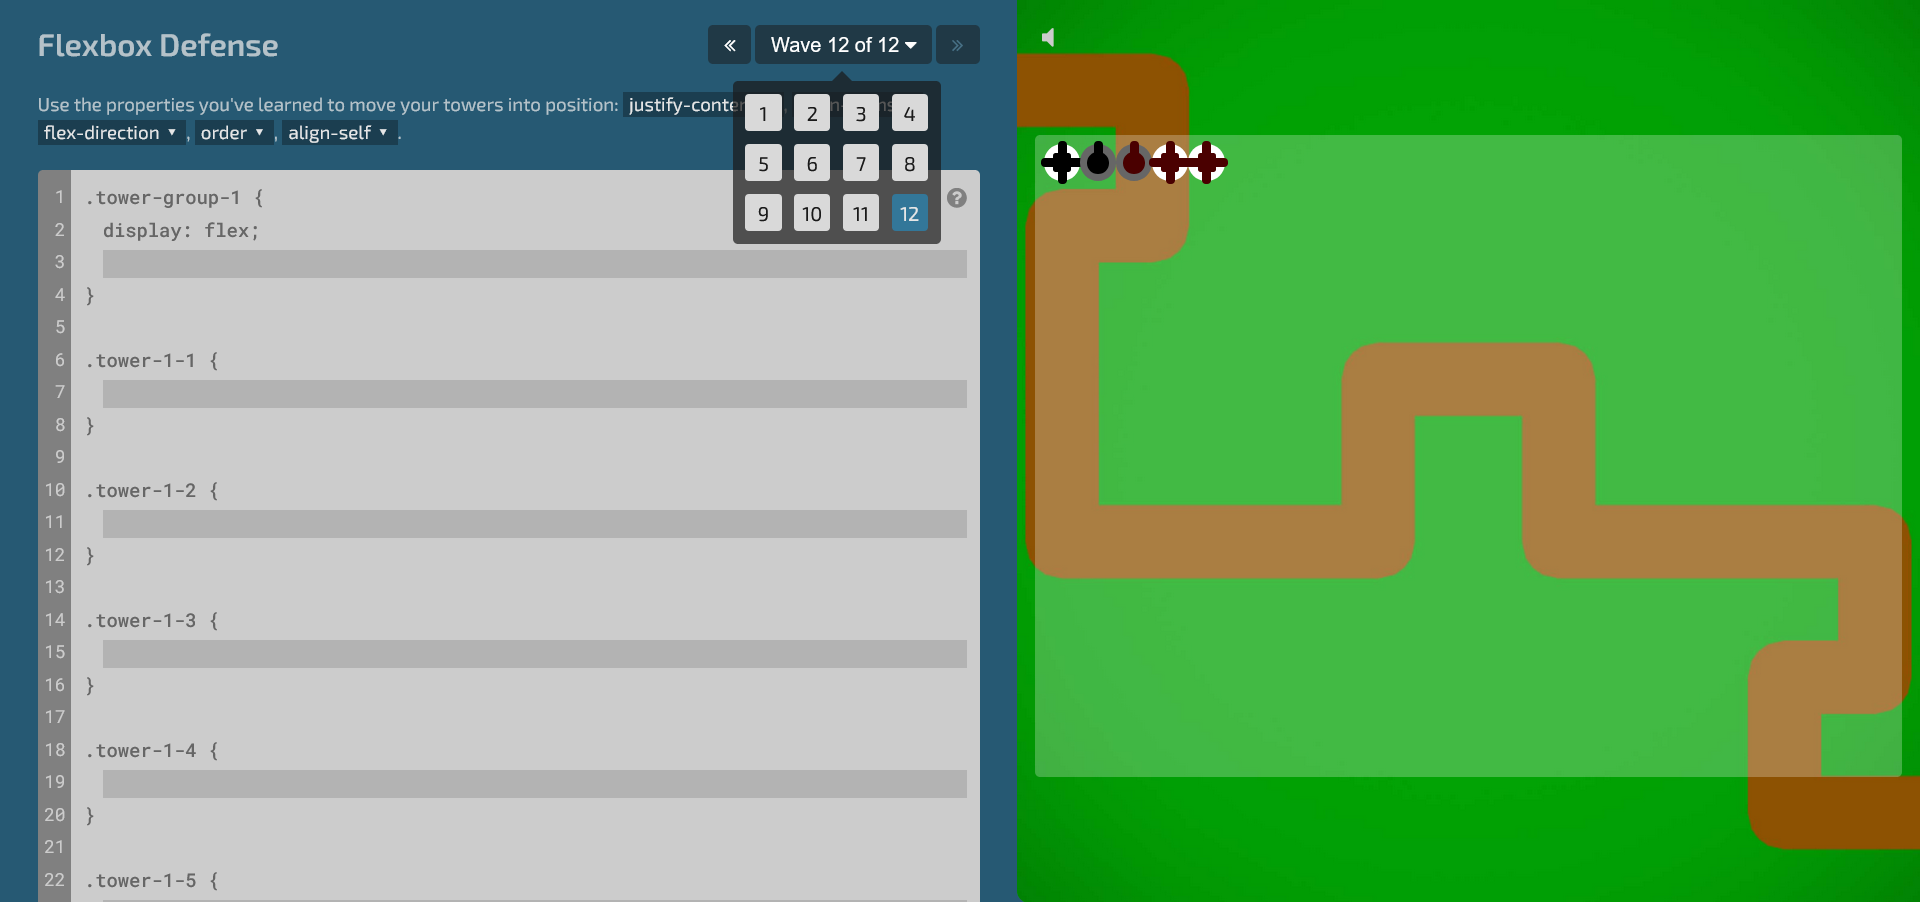 Flexbox Defense
« Wave 12 of 12 »
Use the properties you've learned to move your towers into position: justify-conte
flex-direction ▼ , order ▼ , align-self ▼ .
1 2 3 4
5 6 7 8
9 10 11 12
1 .tower-group-1 {
2 display: flex;
3
4 }
5
6 .tower-1-1 {
7
8 }
9
10 .tower-1-2 {
11
12 }
13
14 .tower-1-3 {
15
16 }
17
18 .tower-1-4 {
19
20 }
21
22 .tower-1-5 {
?